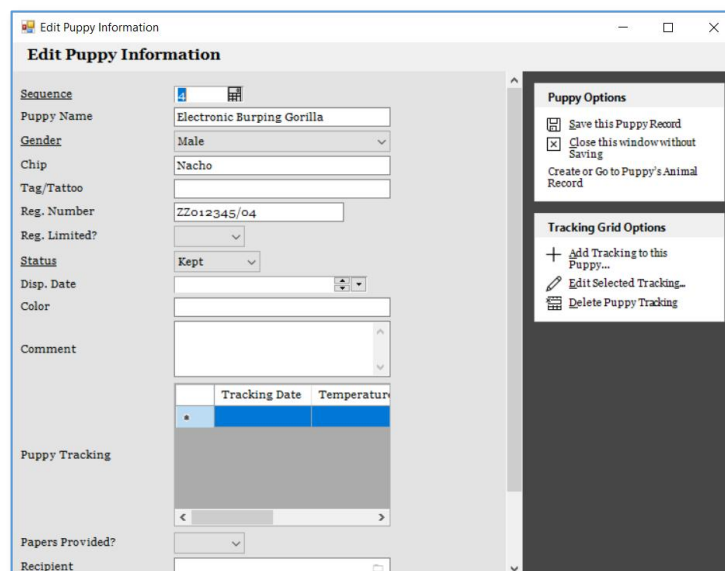 Edit Puppy Information
Edit Puppy Information
Sequence 4
Puppy Name Electronic Burping Gorilla
Gender Male
Chip Nacho
Tag/Tattoo
Reg. Number ZZ012345/04
Reg. Limited?
Status Kept
Disp. Date
Color
Comment
Tracking Date Temperature
Puppy Tracking
Papers Provided?
Recipient
Puppy Options
Save this Puppy Record
Close this window without
Saving
Create or Go to Puppy's Animal
Record
Tracking Grid Options
Add Tracking to this
Puppy...
Edit Selected Tracking...
Delete Puppy Tracking